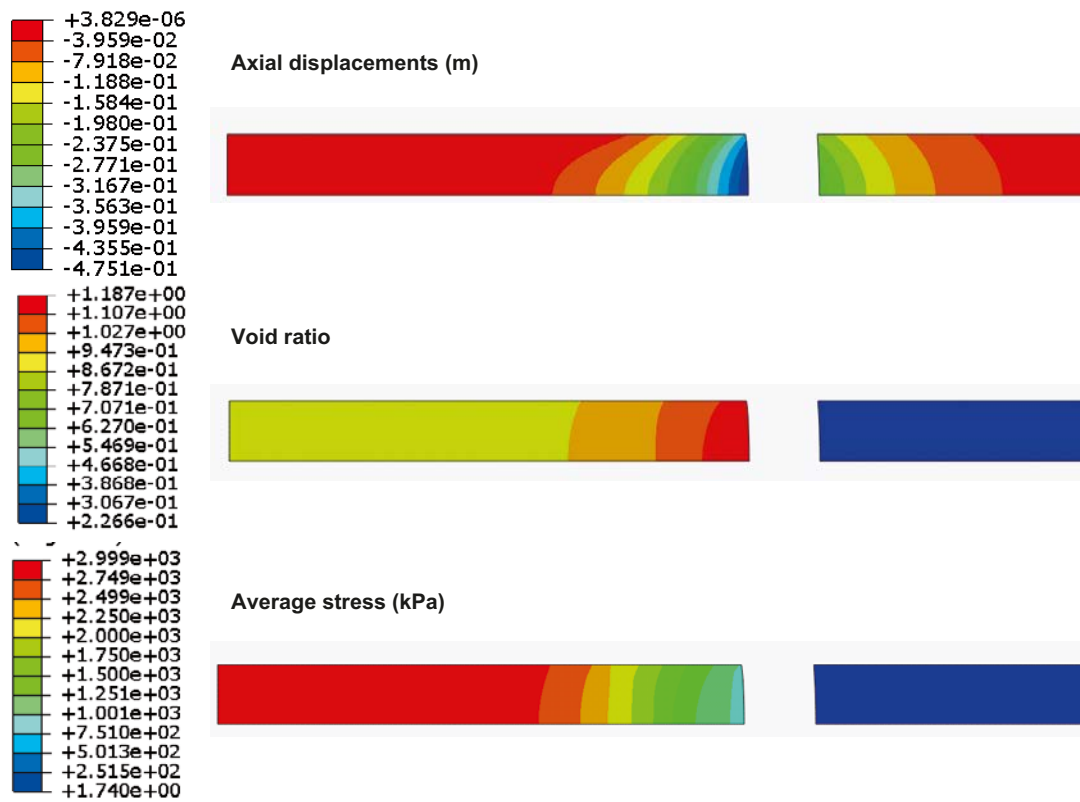 +3.829e-06
-3.959e-02
-7.918e-02
-1.188e-01
-1.584e-01
-1.980e-01
-2.375e-01
-2.771e-01
-3.167e-01
-3.563e-01
-3.959e-01
-4.355e-01
-4.751e-01
Axial displacements (m)
+1.187e+00
+1.107e+00
+1.027e+00
+9.473e-01
+8.672e-01
+7.871e-01
+7.071e-01
+6.270e-01
+5.469e-01
+4.668e-01
+3.868e-01
+3.067e-01
+2.266e-01
Void ratio
+2.999e+03
+2.749e+03
+2.499e+03
+2.250e+03
+2.000e+03
+1.750e+03
+1.500e+03
+1.251e+03
+1.001e+03
+7.510e+02
+5.013e+02
+2.515e+02
+1.740e+00
Average stress (kPa)